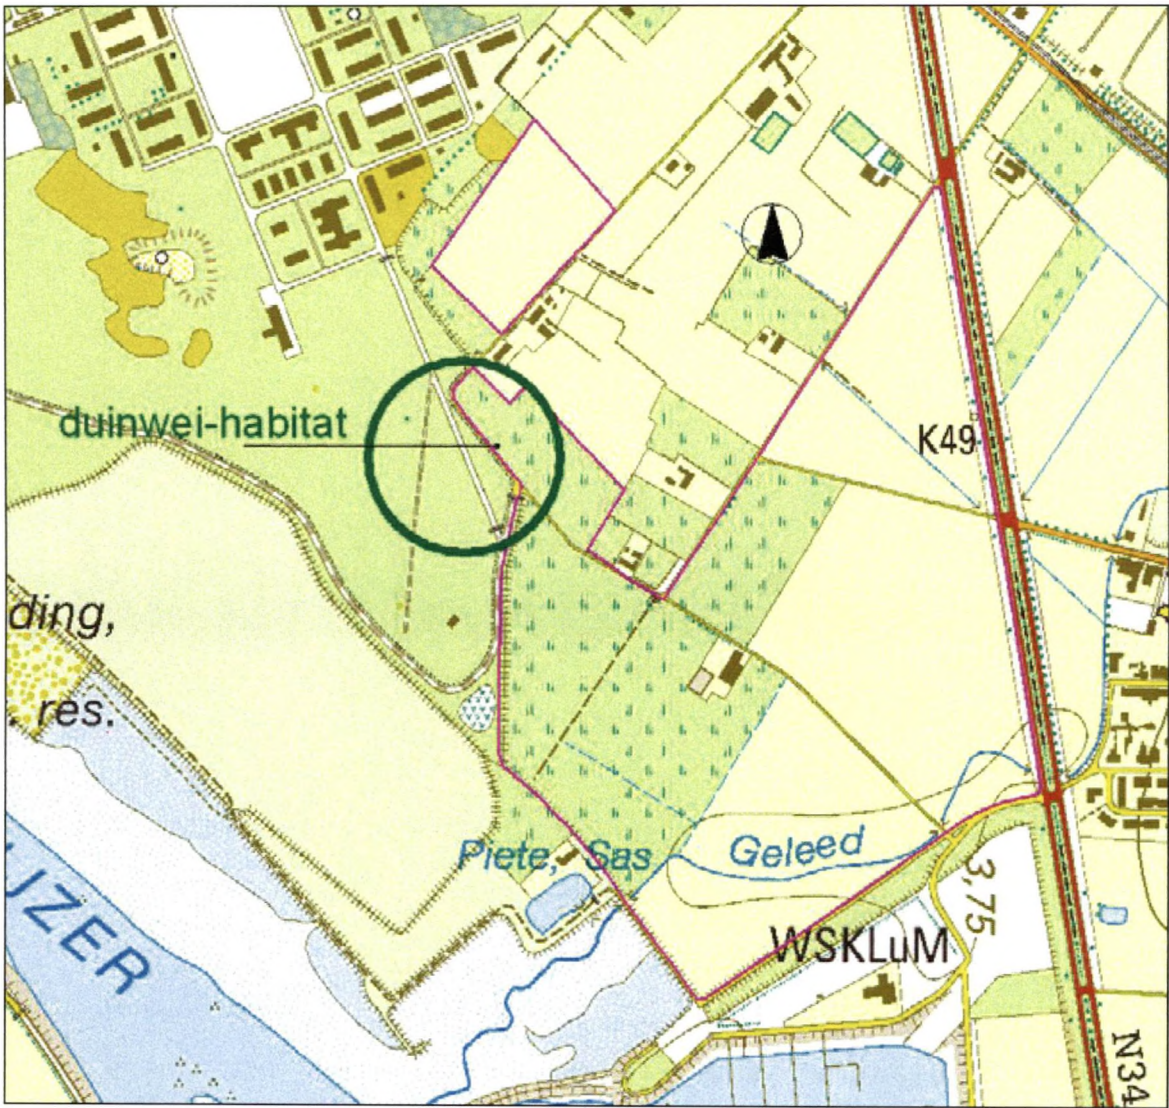 duinwei-habitat
K49
ding,
. res.
Piete, Sas
Geleed
IJZER
3,75
WSKLuM
N34